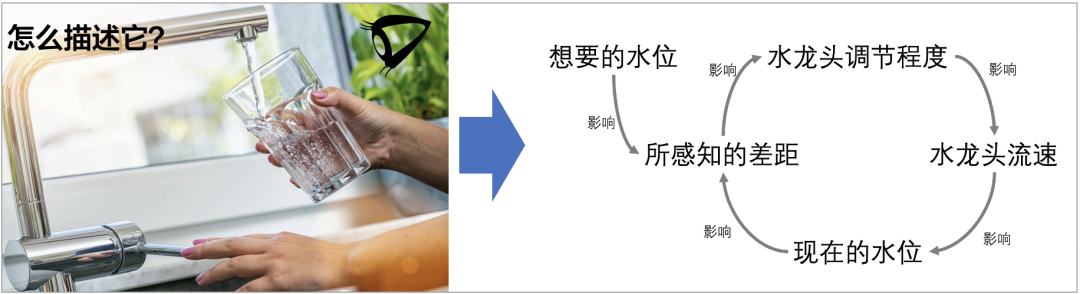 怎么描述它?
想要的水位
影响
所感知的差距
影响
水龙头调节程度
影响
水龙头流速
影响
现在的水位
影响